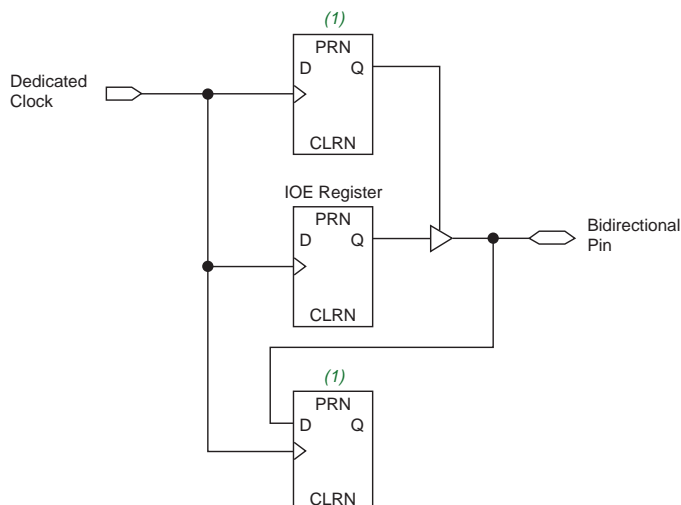 (1)
PRN
D Q
CLRN
Dedicated
Clock
IOE Register
PRN
D Q
CLRN
Bidirectional
Pin
(1)
PRN
D Q
CLRN